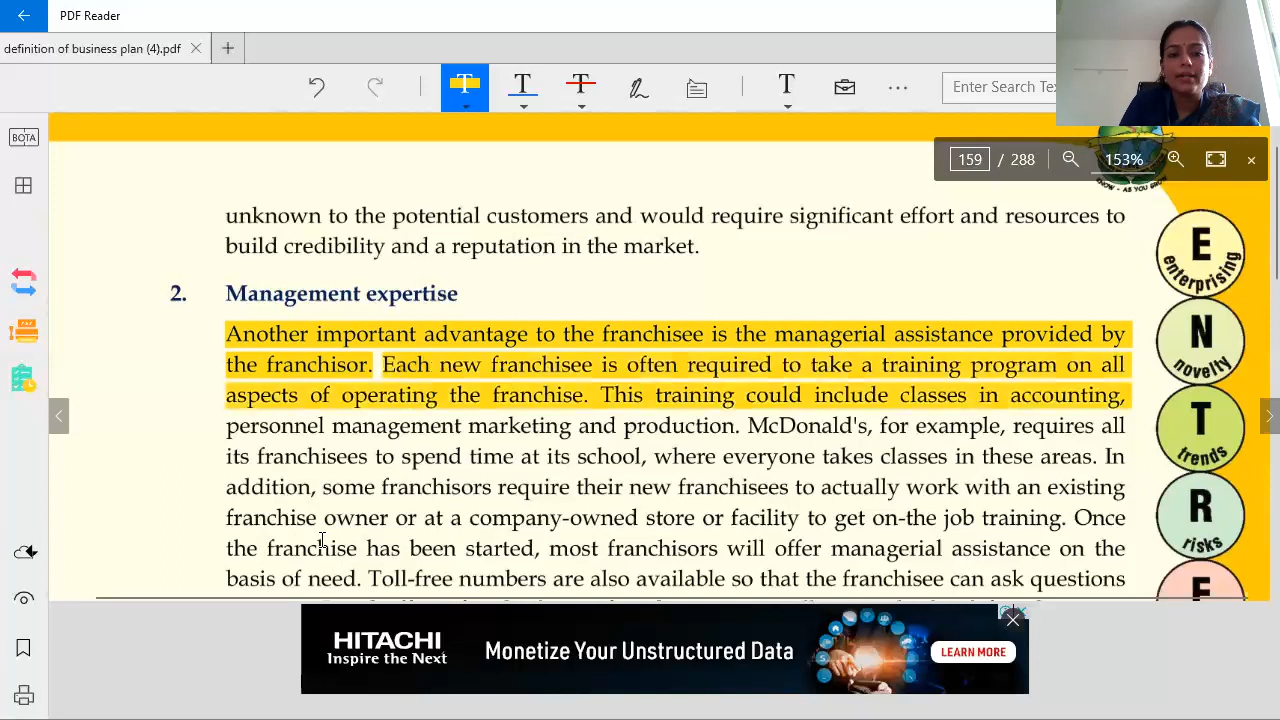 PDF Reader
definition of business plan (4).pdf
Enter Search Te
BOTA
159 / 288
153%
KNOW - AS YOU GROW
unknown to the potential customers and would require significant effort and resources to
build credibility and a reputation in the market.
2. Management expertise
Another important advantage to the franchisee is the managerial assistance provided by
the franchisor. Each new franchisee is often required to take a training program on all
aspects of operating the franchise. This training could include classes in accounting,
personnel management marketing and production. McDonald's, for example, requires all
its franchisees to spend time at its school, where everyone takes classes in these areas. In
addition, some franchisors require their new franchisees to actually work with an existing
franchise owner or at a company-owned store or facility to get on-the job training. Once
the franchise has been started, most franchisors will offer managerial assistance on the
basis of need. Toll-free numbers are also available so that the franchisee can ask questions
E
enterprising
N
novelty
T
trends
R
risks
HITACHI
Inspire the Next
Monetize Your Unstructured Data
LEARN MORE